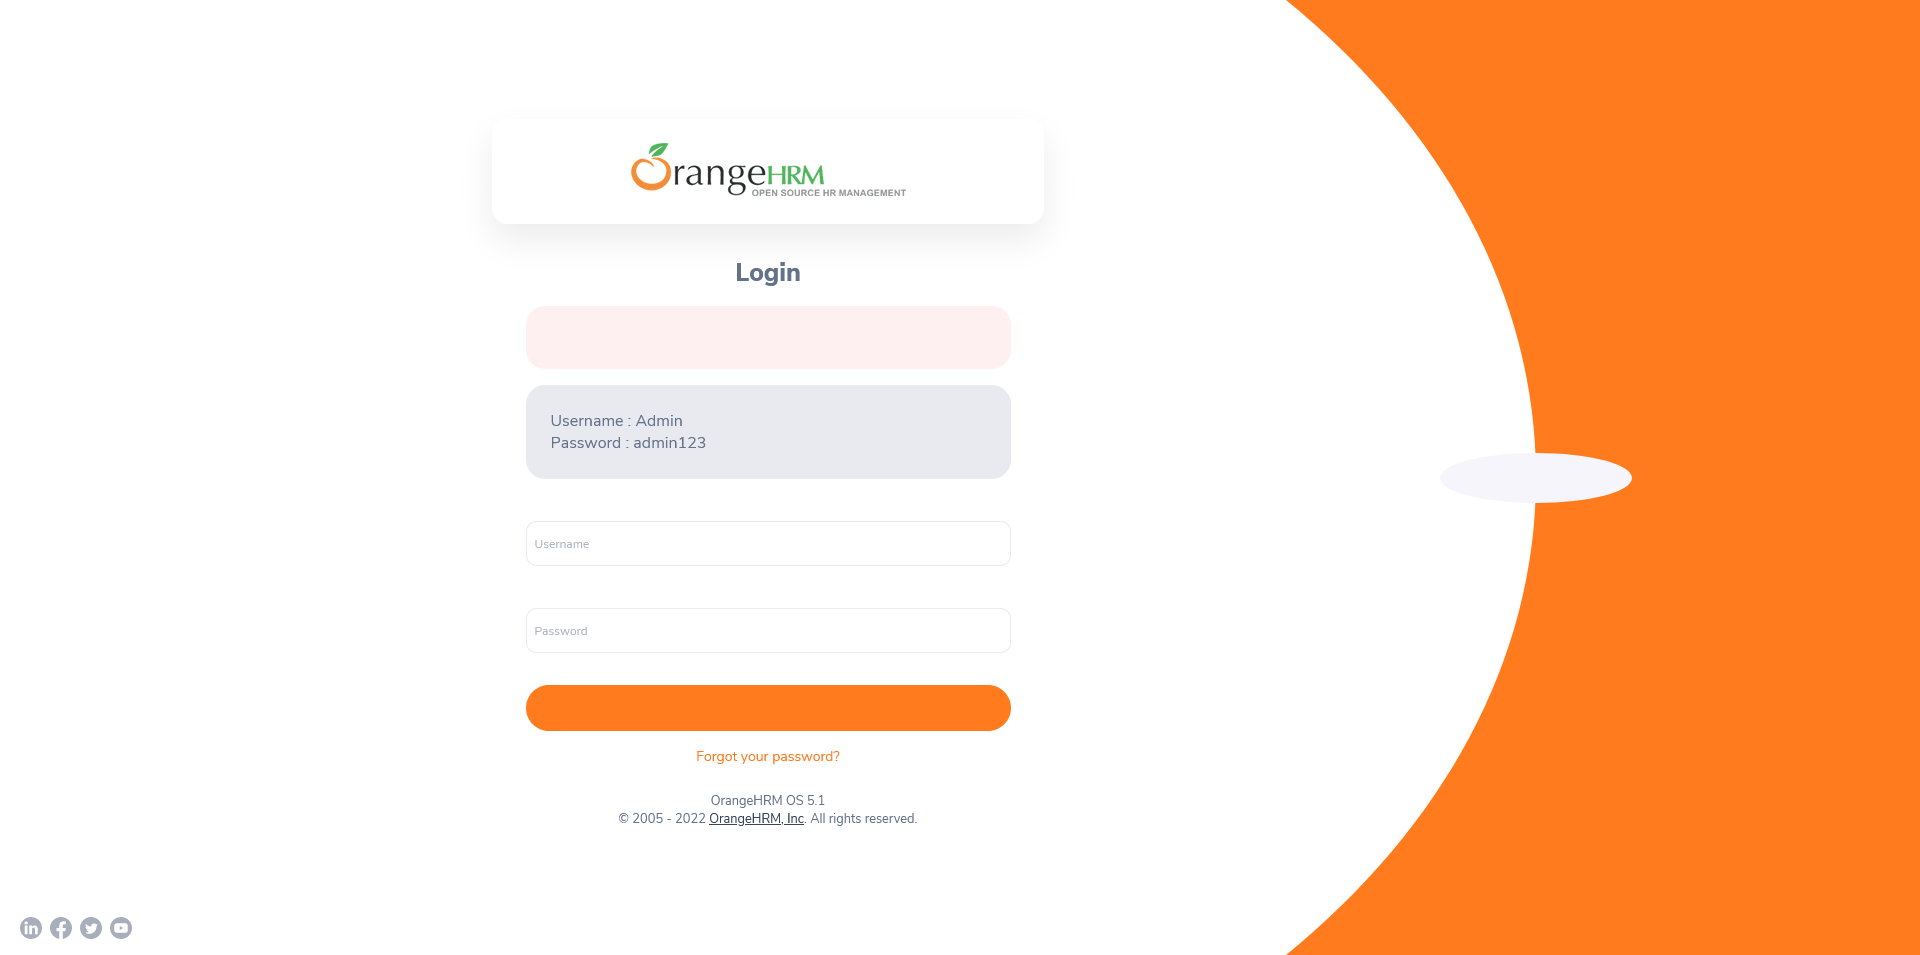 OrangeHRM
OPEN SOURCE HR MANAGEMENT
Login
Username : Admin
Password : admin123
Username
Password
Forgot your password?
OrangeHRM OS 5.1
© 2005 - 2022 OrangeHRM, Inc. All rights reserved.